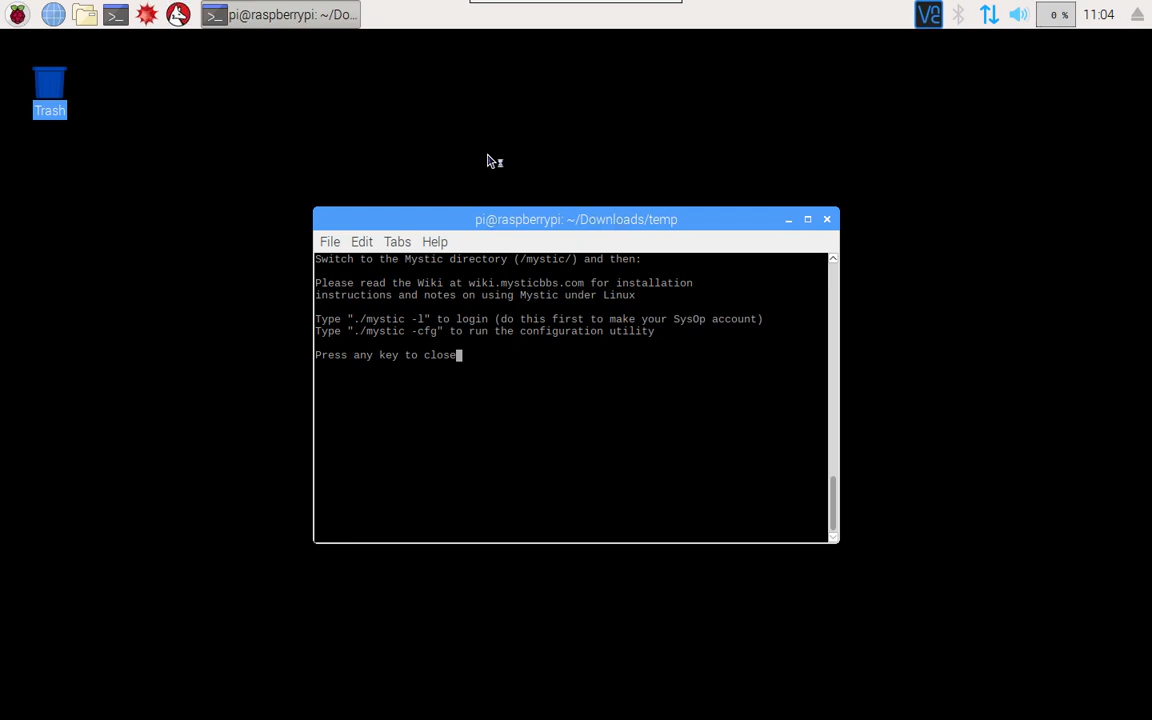 pi@raspberrypi: ~/Do...
0 %
11:04
Trash
pi@raspberrypi: ~/Downloads/temp
File Edit Tabs Help
Switch to the Mystic directory (/mystic/) and then:
Please read the Wiki at wiki.mysticbbs.com for installation
instructions and notes on using Mystic under Linux
Type "./mystic -l" to login (do this first to make your SysOp account)
Type "./mystic -cfg" to run the configuration utility
Press any key to close